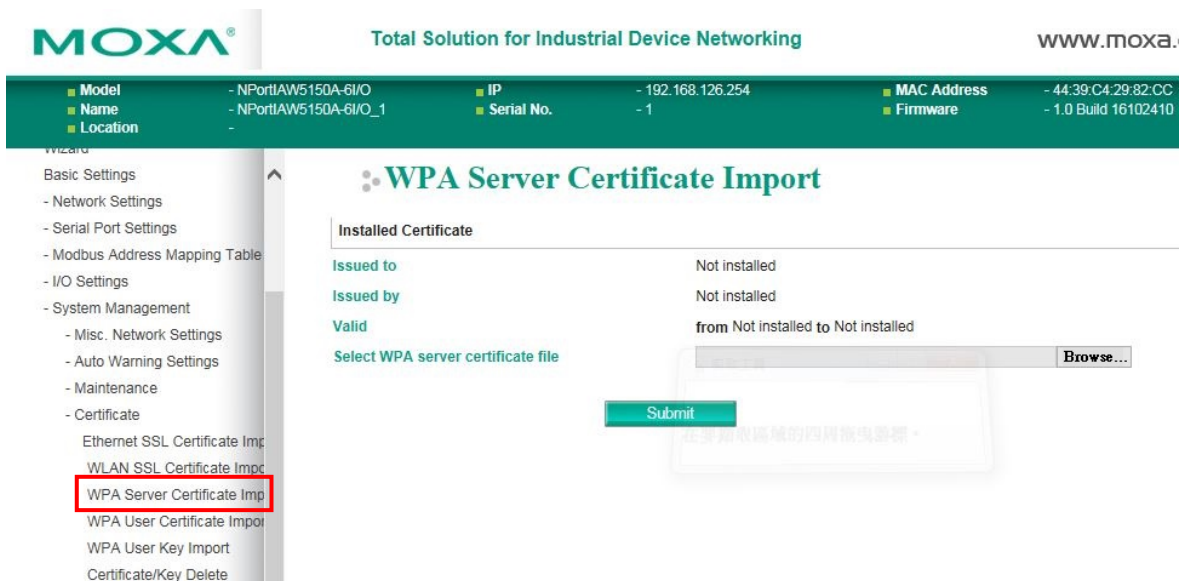 MOXA®
Total Solution for Industrial Device Networking
www.moxa.
Model - NPortIAW5150A-6I/O IP - 192.168.126.254 MAC Address - 44:39:C4:29:82:CC
Name - NPortIAW5150A-6I/O_1 Serial No. - 1 Firmware - 1.0 Build 16102410
Location -
Wizard
Basic Settings
- Network Settings
- Serial Port Settings
- Modbus Address Mapping Table
- I/O Settings
- System Management
- Misc. Network Settings
- Auto Warning Settings
- Maintenance
- Certificate
Ethernet SSL Certificate Imp
WLAN SSL Certificate Impo
WPA Server Certificate Imp
WPA User Certificate Impor
WPA User Key Import
Certificate/Key Delete
WPA Server Certificate Import
Installed Certificate
Issued to Not installed
Issued by Not installed
Valid from Not installed to Not installed
Select WPA server certificate file Browse...
Submit